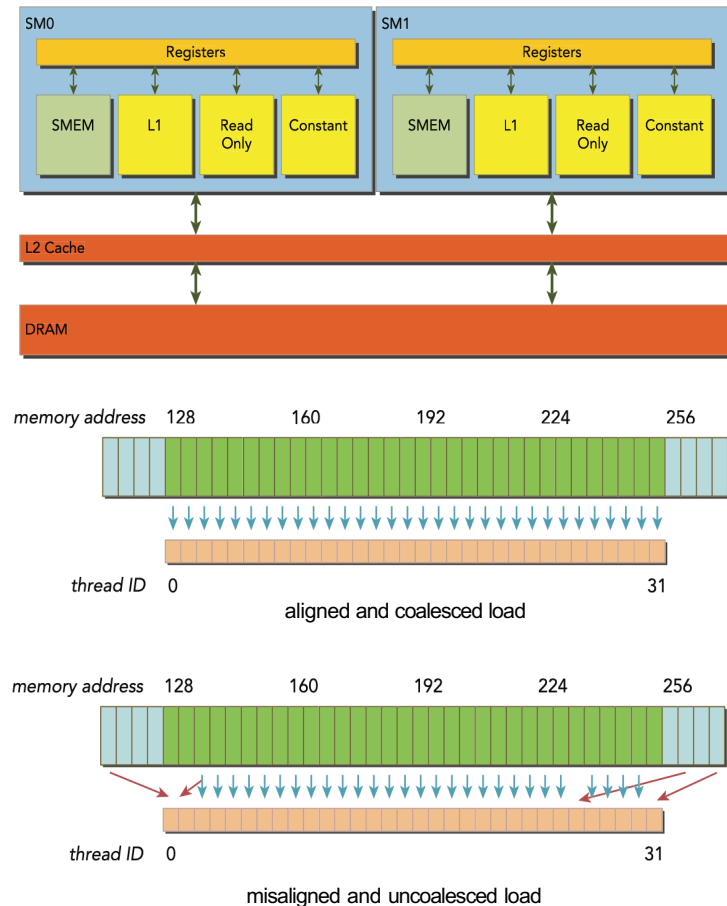 SM0 SM1
Registers Registers
SMEM L1 Read Only Constant SMEM L1 Read Only Constant
L2 Cache
DRAM
memory address 128 160 192 224 256
thread ID 0 31
aligned and coalesced load
memory address 128 160 192 224 256
thread ID 0 31
misaligned and uncoalesced load